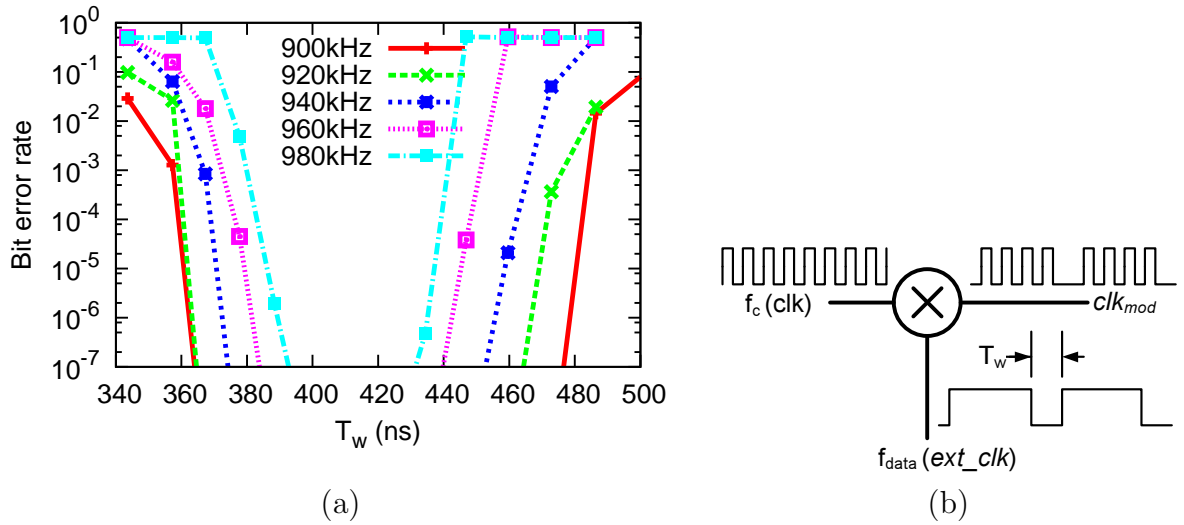 10^0
10^-1
10^-2
10^-3
10^-4
10^-5
10^-6
10^-7
Bit error rate
340 360 380 400 420 440 460 480 500
T_w (ns)
900kHz
920kHz
940kHz
960kHz
980kHz
(a)
f_c (clk)
clk_mod
T_w
f_data (ext_clk)
(b)